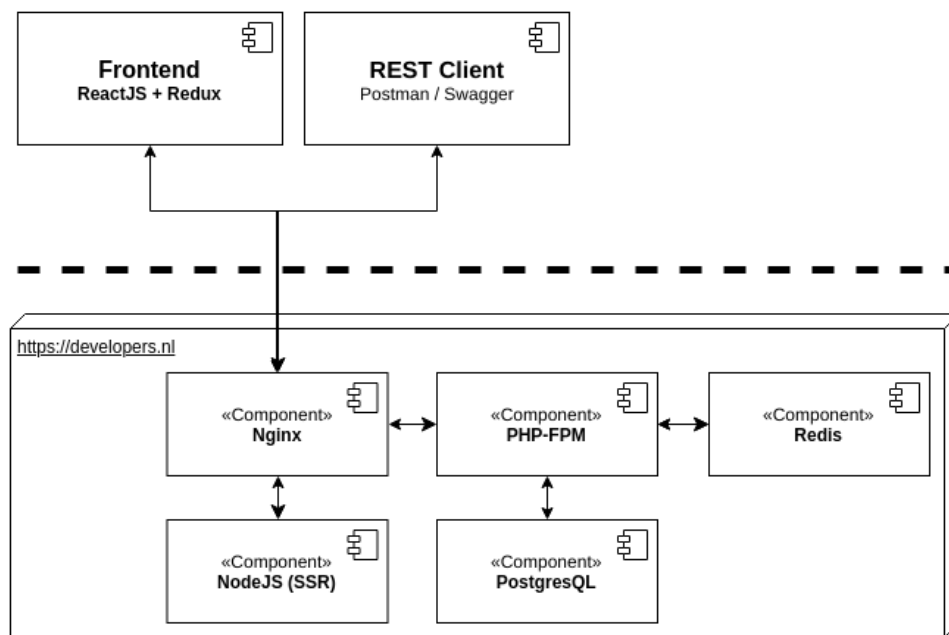 Frontend
ReactJS + Redux
REST Client
Postman / Swagger
https://developers.nl
«Component»
Nginx
«Component»
PHP-FPM
«Component»
Redis
«Component»
NodeJS (SSR)
«Component»
PostgresQL